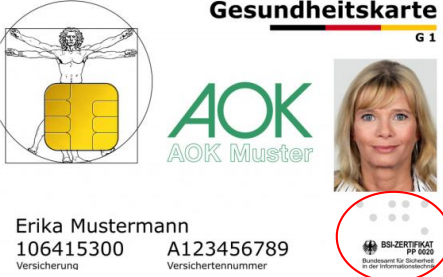 Gesundheitskarte
G 1
AOK
AOK Muster
Erika Mustermann
106415300 A123456789
Versicherung Versichertennummer
BSI-ZERTIFIKAT
PP 0020
Bundesamt für Sicherheit
in der Informationstechnik